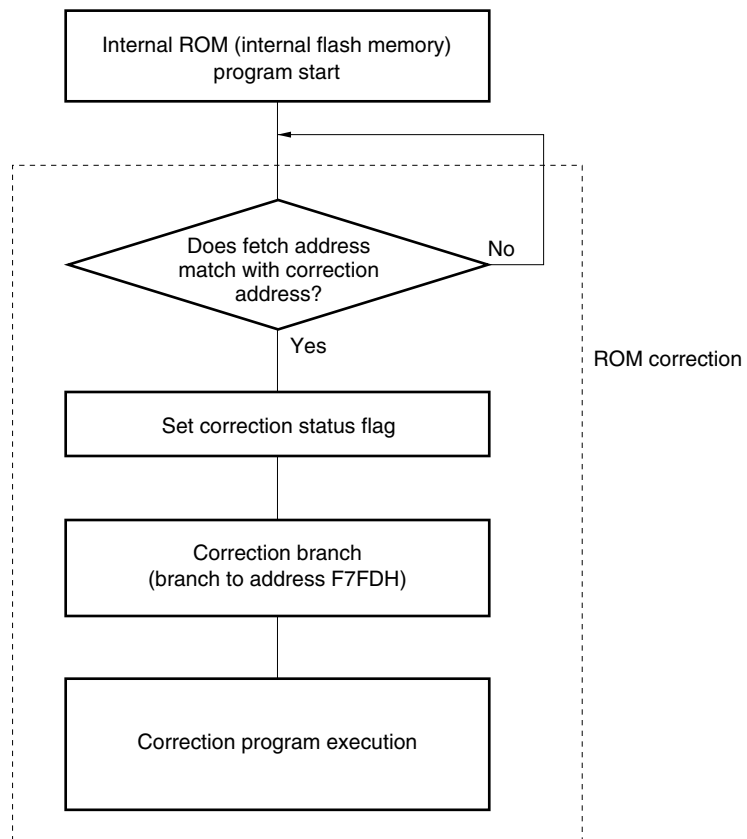 Internal ROM (internal flash memory)
program start
Does fetch address
match with correction
address?
No
Yes
ROM correction
Set correction status flag
Correction branch
(branch to address F7FDH)
Correction program execution